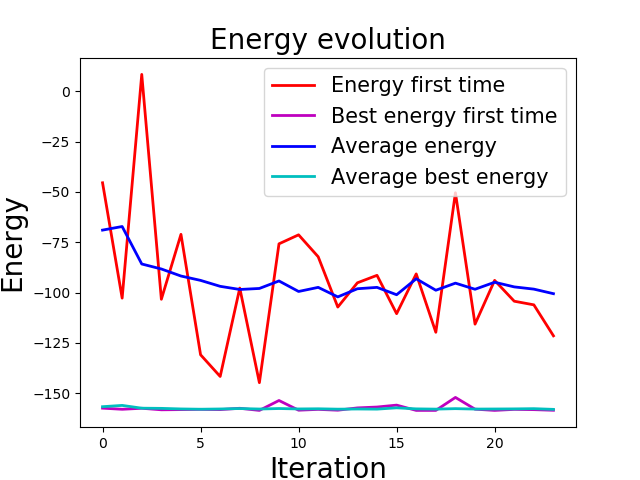 Energy evolution
Energy first time
Best energy first time
Average energy
Average best energy
0
−25
−50
−75
−100
−125
−150
Energy
0 5 10 15 20
Iteration